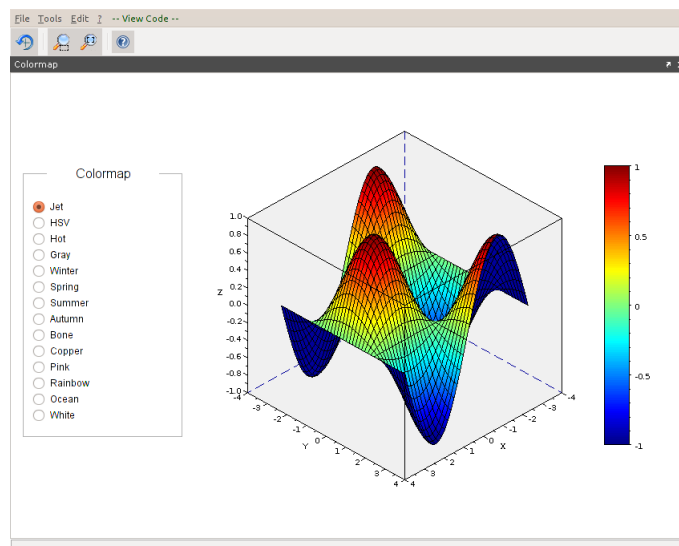 File Tools Edit ? -- View Code --
Colormap
Colormap
Jet
HSV
Hot
Gray
Winter
Spring
Summer
Autumn
Bone
Copper
Pink
Rainbow
Ocean
White
Z
1.0
0.8
0.6
0.4
0.2
0.0
-0.2
-0.4
-0.6
-0.8
-1.0
-4
-3
-2
-1
0
1
2
3
4
Y
4
3
2
1
0
-1
-2
-3
-4
X
1
0.5
0
-0.5
-1